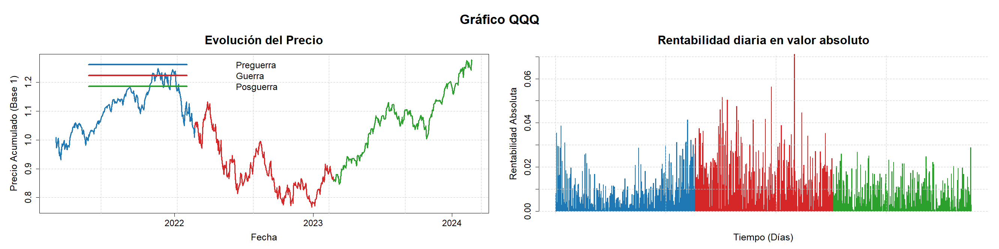 Gráfico QQQ
Evolución del Precio
Preguerra
Guerra
Posguerra
Precio Acumulado (Base 1)
1.2
1.1
1.0
0.9
0.8
2022 2023 2024
Fecha
Rentabilidad diaria en valor absoluto
Rentabilidad Absoluta
0.06
0.04
0.02
0.00
Tiempo (Días)